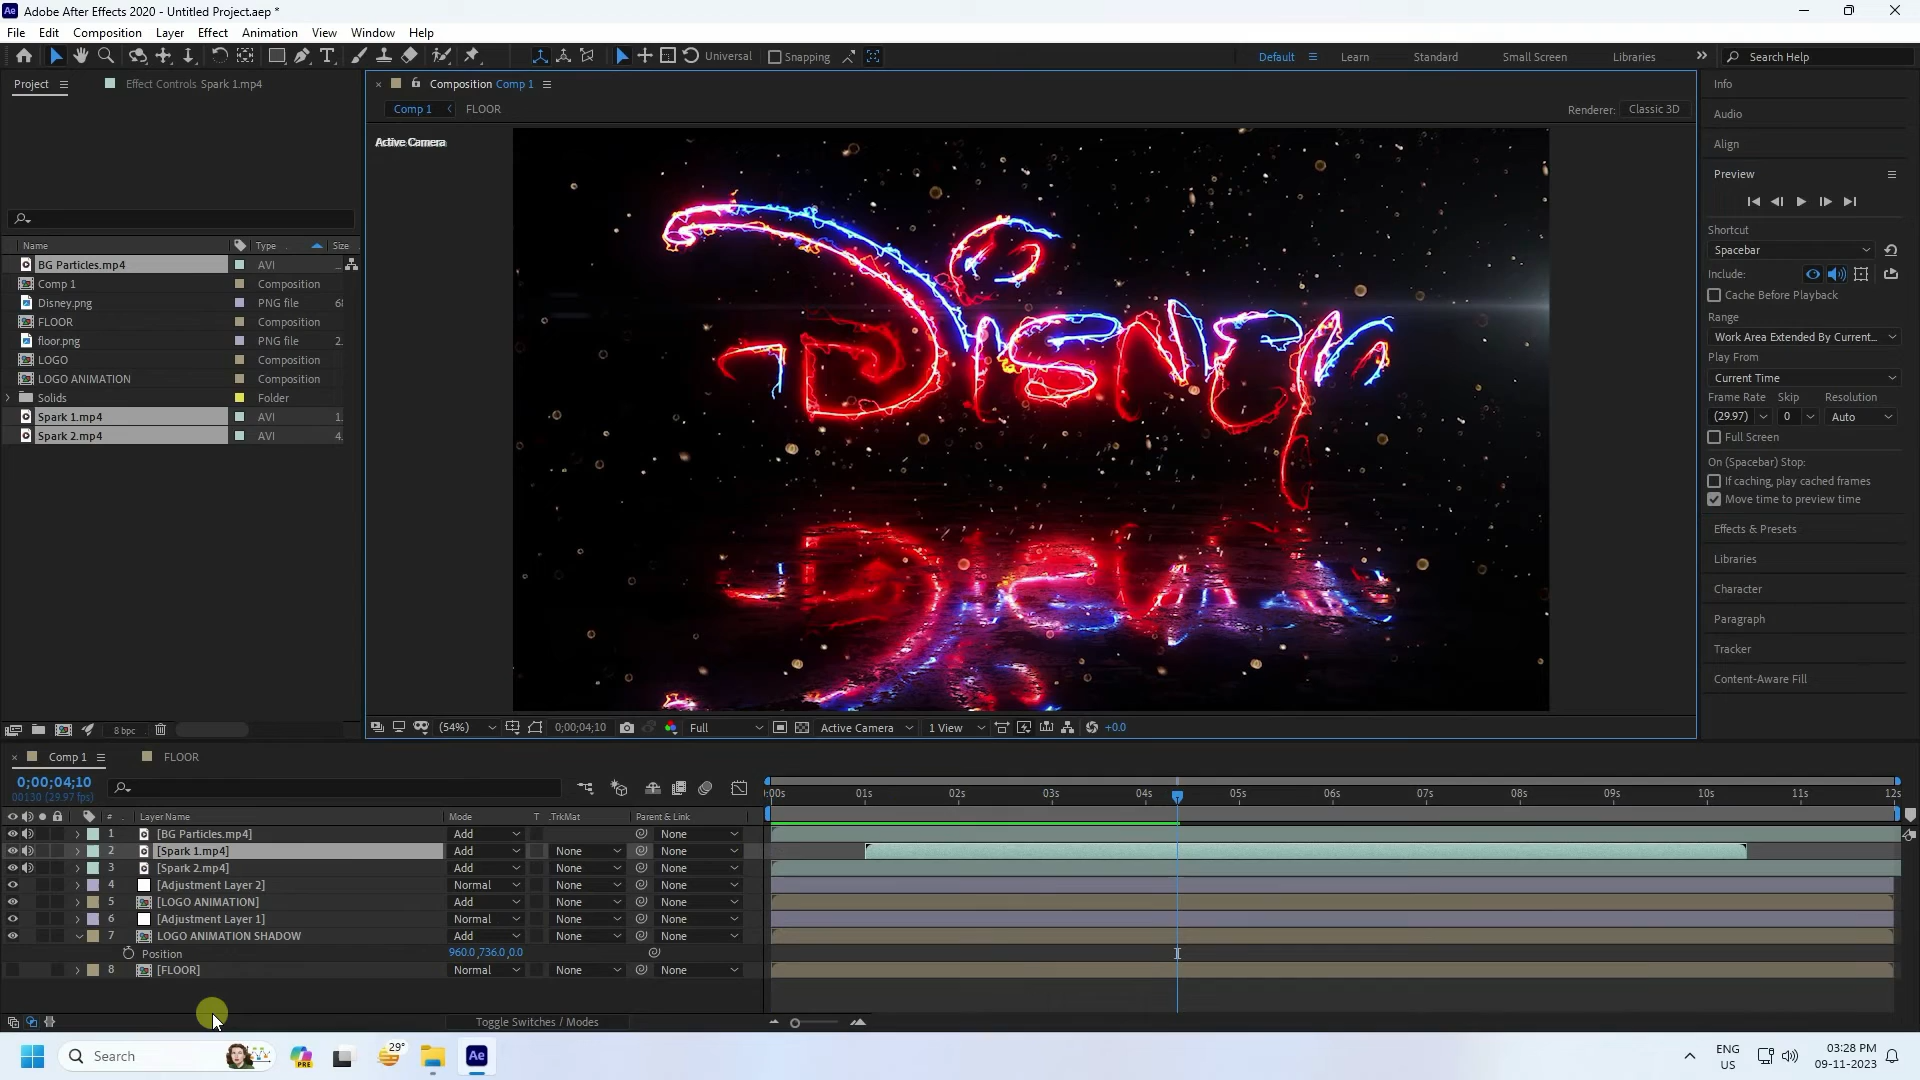 Adobe After Effects 2020 - Untitled Project.aep *
File Edit Composition Layer Effect Animation View Window Help
Universal Snapping Default Learn Standard Small Screen Libraries Search Help
Project Effect Controls Spark 1.mp4
Composition Comp 1
Comp 1 FLOOR
Renderer: Classic 3D
Active Camera
DISNEY
Name Type Size
BG Particles.mp4 AVI
Comp 1 Composition
Disney.png PNG file 68
FLOOR Composition
floor.png PNG file 2.
LOGO Composition
LOGO ANIMATION Composition
Solids Folder
Spark 1.mp4 AVI 1.
Spark 2.mp4 AVI 4.
8 bpc
(54%) 0;00;04;10 Full Active Camera 1 View +0.0
Info
Audio
Align
Preview
Shortcut
Spacebar
Include:
Cache Before Playback
Range
Work Area Extended By Current...
Play From
Current Time
Frame Rate Skip Resolution
(29.97) 0 Auto
Full Screen
On (Spacebar) Stop:
If caching, play cached frames
Move time to preview time
Effects & Presets
Libraries
Character
Paragraph
Tracker
Content-Aware Fill
Comp 1 FLOOR
0;00;04;10
00130 (29.97 fps)
:00s 01s 02s 03s 04s 05s 06s 07s 08s 09s 10s 11s 12s
# Layer Name Mode T .TrkMat Parent & Link
1 [BG Particles.mp4] Add None
2 [Spark 1.mp4] Add None None
3 [Spark 2.mp4] Add None None
4 [Adjustment Layer 2] Normal None None
5 [LOGO ANIMATION] Add None None
6 [Adjustment Layer 1] Normal None None
7 LOGO ANIMATION SHADOW Add None None
Position 960.0,736.0,0.0
8 [FLOOR] Normal None None
Toggle Switches / Modes
Search
PRE
29°
Ae
ENG
US
03:28 PM
09-11-2023